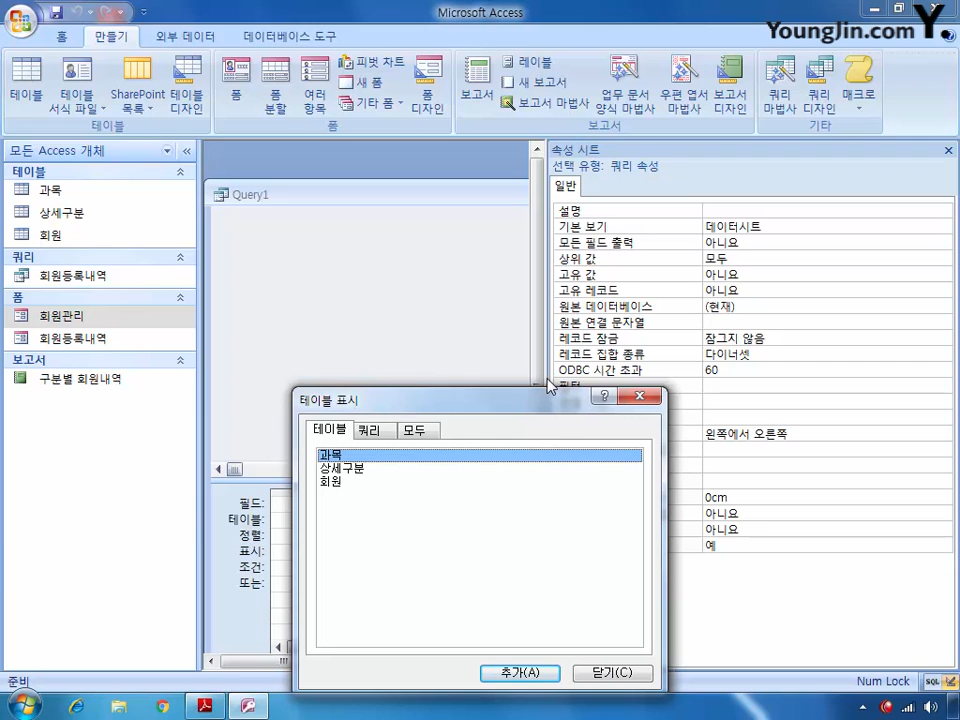 Microsoft Access
YoungJin.com Y.
홈 만들기 외부 데이터 데이터베이스 도구
테이블
테이블 서식 파일
SharePoint 목록
테이블 디자인
테이블
폼
폼 분할
여러 항목
피벗 차트
새 폼
기타 폼
폼 디자인
폼
보고서
레이블
새 보고서
보고서 마법사
업무 문서 양식 마법사
우편 엽서 마법사
보고서 디자인
보고서
쿼리 마법사
쿼리 디자인
매크로
기타
모든 Access 개체
테이블
과목
상세구분
회원
쿼리
회원등록내역
폼
회원관리
회원등록내역
보고서
구분별 회원내역
Query1
필드:
테이블:
정렬:
표시:
조건:
또는:
속성 시트
선택 유형: 쿼리 속성
일반
설명
기본 보기 데이터시트
모든 필드 출력 아니요
상위 값 모두
고유 값 아니요
고유 레코드 아니요
원본 데이터베이스 (현재)
원본 연결 문자열
레코드 잠금 잠그지 않음
레코드 집합 종류 다이너셋
ODBC 시간 초과 60
필터
왼쪽에서 오른쪽
0cm
아니요
아니요
예
테이블 표시
테이블 쿼리 모두
과목
상세구분
회원
추가(A) 닫기(C)
준비
Num Lock
SQL